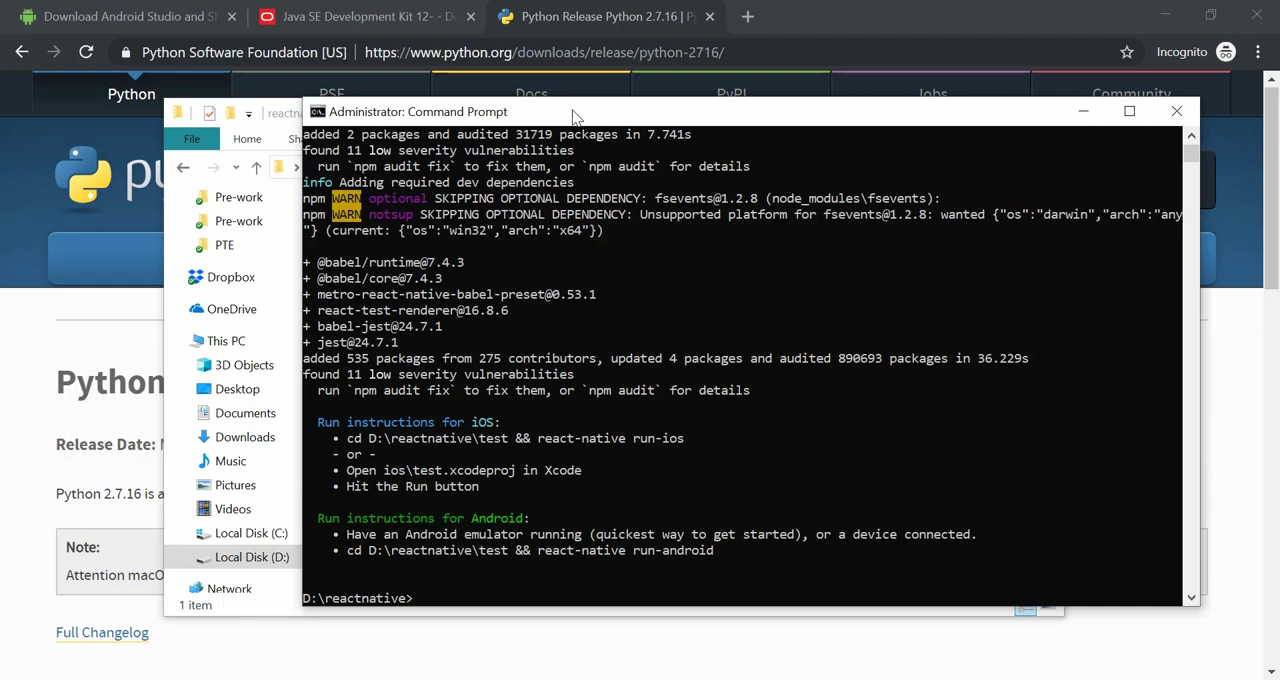 Download Android Studio and S
Java SE Development Kit 12- - Do
Python Release Python 2.7.16 | Py
Python Software Foundation [US] | https://www.python.org/downloads/release/python-2716/
Incognito
Python
PSF
Docs
PyPI
Jobs
Community
reactna
Administrator: Command Prompt
File
Home
Sh
Pre-work
Pre-work
PTE
Dropbox
OneDrive
This PC
3D Objects
Desktop
Documents
Downloads
Music
Pictures
Videos
Local Disk (C:)
Local Disk (D:)
Network
1 item
added 2 packages and audited 31719 packages in 7.741s
found 11 low severity vulnerabilities
run `npm audit fix` to fix them, or `npm audit` for details
info Adding required dev dependencies
npm WARN optional SKIPPING OPTIONAL DEPENDENCY: fsevents@1.2.8 (node_modules\fsevents):
npm WARN notsup SKIPPING OPTIONAL DEPENDENCY: Unsupported platform for fsevents@1.2.8: wanted {"os":"darwin","arch":"any
"} (current: {"os":"win32","arch":"x64"})
+ @babel/runtime@7.4.3
+ @babel/core@7.4.3
+ metro-react-native-babel-preset@0.53.1
+ react-test-renderer@16.8.6
+ babel-jest@24.7.1
+ jest@24.7.1
added 535 packages from 275 contributors, updated 4 packages and audited 890693 packages in 36.229s
found 11 low severity vulnerabilities
run `npm audit fix` to fix them, or `npm audit` for details
Run instructions for iOS:
• cd D:\reactnative\test && react-native run-ios
- or -
• Open ios\test.xcodeproj in Xcode
• Hit the Run button
Run instructions for Android:
• Have an Android emulator running (quickest way to get started), or a device connected.
• cd D:\reactnative\test && react-native run-android
D:\reactnative>
py
Python
Release Date:
Python 2.7.16 is a
Note:
Attention macO
Full Changelog